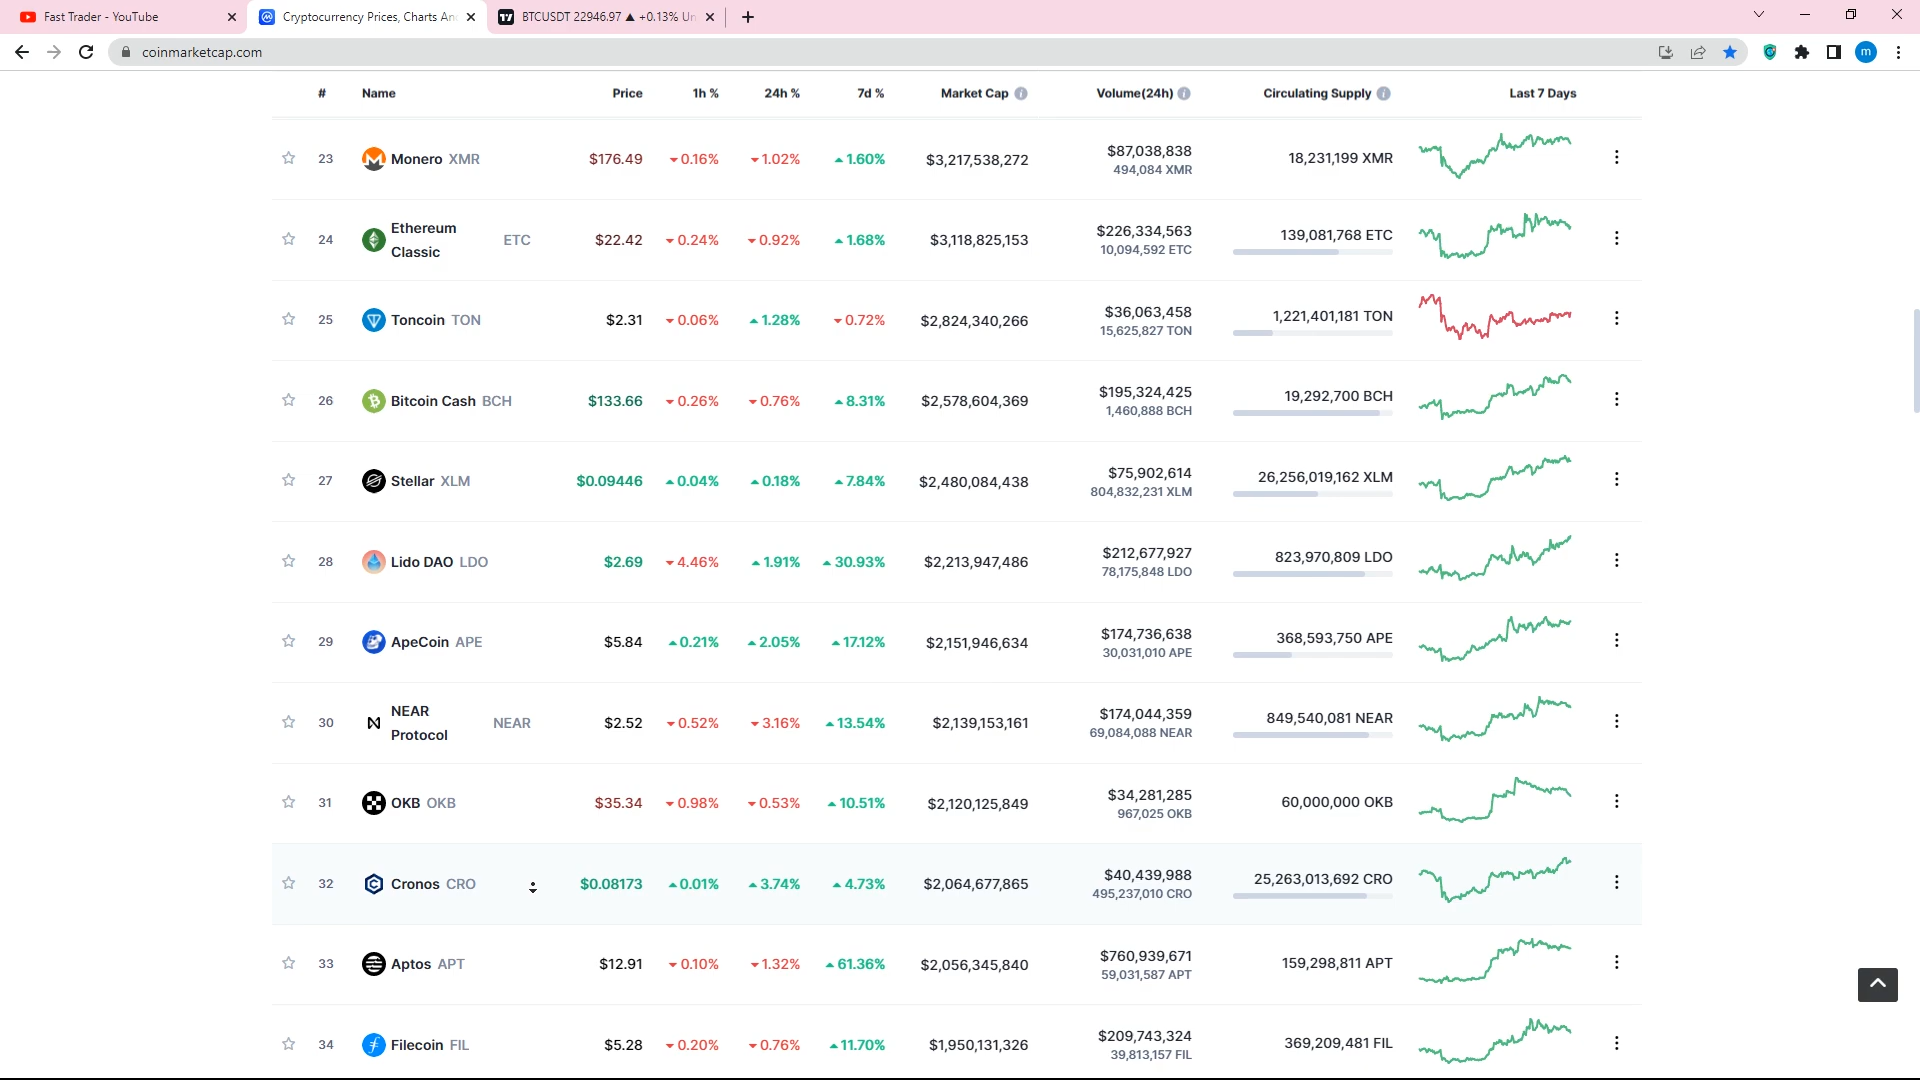 Fast Trader - YouTube
Cryptocurrency Prices, Charts An
BTCUSDT 22946.97 ▲ +0.13% Un
coinmarketcap.com
m
# Name Price 1h % 24h % 7d % Market Cap Volume(24h) Circulating Supply Last 7 Days
23 Monero XMR $176.49 0.16% 1.02% 1.60% $3,217,538,272 $87,038,838 18,231,199 XMR
494,084 XMR
24 Ethereum Classic ETC $22.42 0.24% 0.92% 1.68% $3,118,825,153 $226,334,563 139,081,768 ETC
10,094,592 ETC
25 Toncoin TON $2.31 0.06% 1.28% 0.72% $2,824,340,266 $36,063,458 1,221,401,181 TON
15,625,827 TON
26 Bitcoin Cash BCH $133.66 0.26% 0.76% 8.31% $2,578,604,369 $195,324,425 19,292,700 BCH
1,460,888 BCH
27 Stellar XLM $0.09446 0.04% 0.18% 7.84% $2,480,084,438 $75,902,614 26,256,019,162 XLM
804,832,231 XLM
28 Lido DAO LDO $2.69 4.46% 1.91% 30.93% $2,213,947,486 $212,677,927 823,970,809 LDO
78,175,848 LDO
29 ApeCoin APE $5.84 0.21% 2.05% 17.12% $2,151,946,634 $174,736,638 368,593,750 APE
30,031,010 APE
30 NEAR Protocol NEAR $2.52 0.52% 3.16% 13.54% $2,139,153,161 $174,044,359 849,540,081 NEAR
69,084,088 NEAR
31 OKB OKB $35.34 0.98% 0.53% 10.51% $2,120,125,849 $34,281,285 60,000,000 OKB
967,025 OKB
32 Cronos CRO $0.08173 0.01% 3.74% 4.73% $2,064,677,865 $40,439,988 25,263,013,692 CRO
495,237,010 CRO
33 Aptos APT $12.91 0.10% 1.32% 61.36% $2,056,345,840 $760,939,671 159,298,811 APT
59,031,587 APT
34 Filecoin FIL $5.28 0.20% 0.76% 11.70% $1,950,131,326 $209,743,324 369,209,481 FIL
39,813,157 FIL